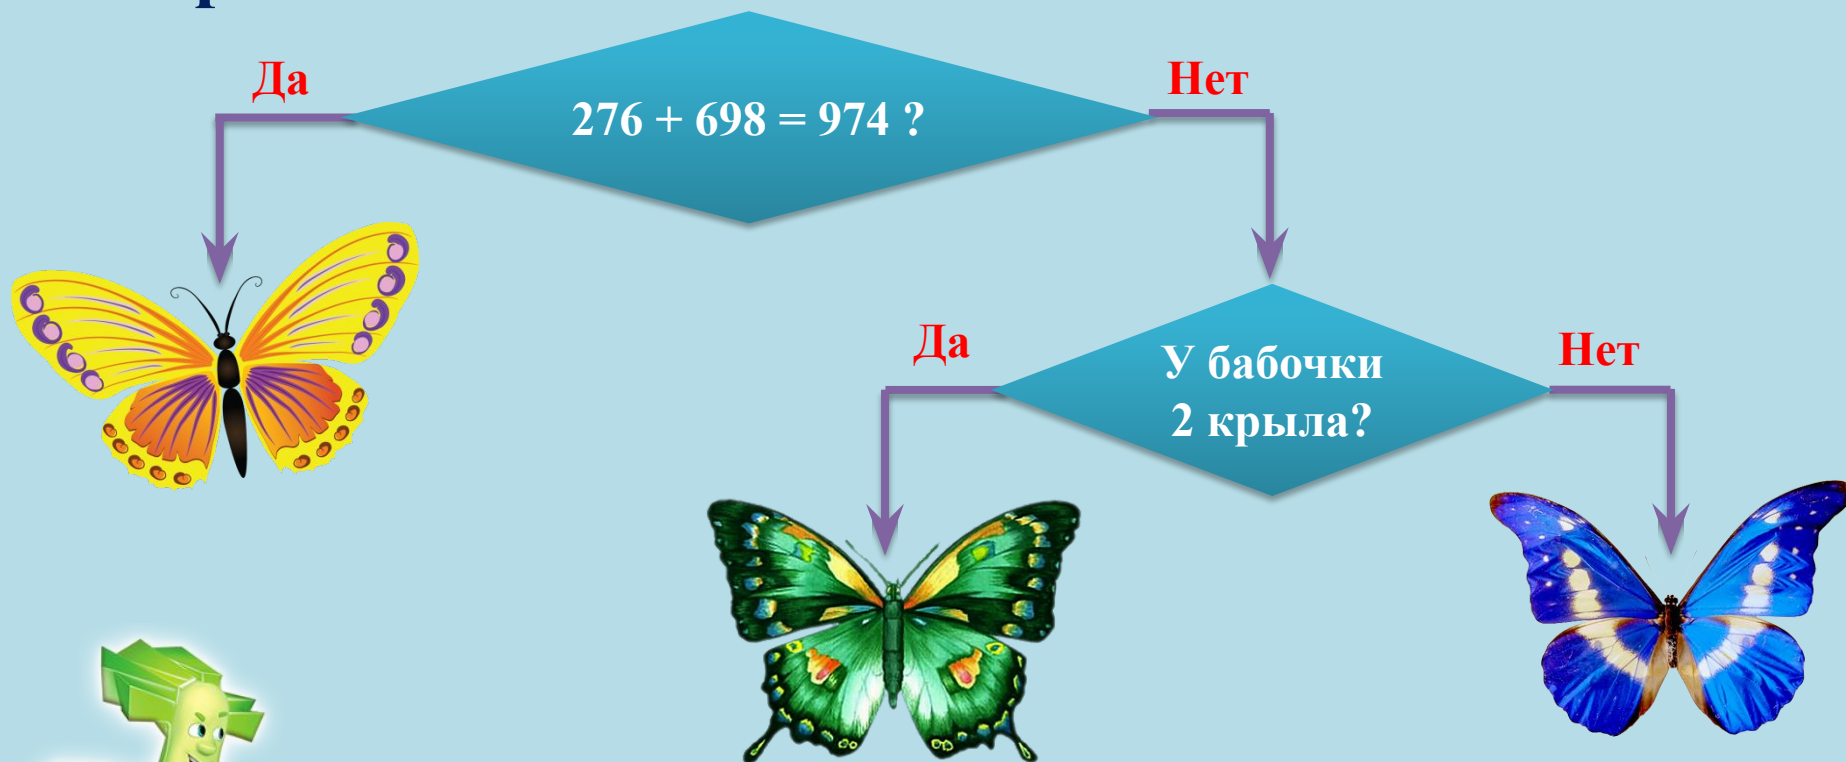 Да
276 + 698 = 974 ?
Нет
Да
У бабочки
2 крыла?
Нет